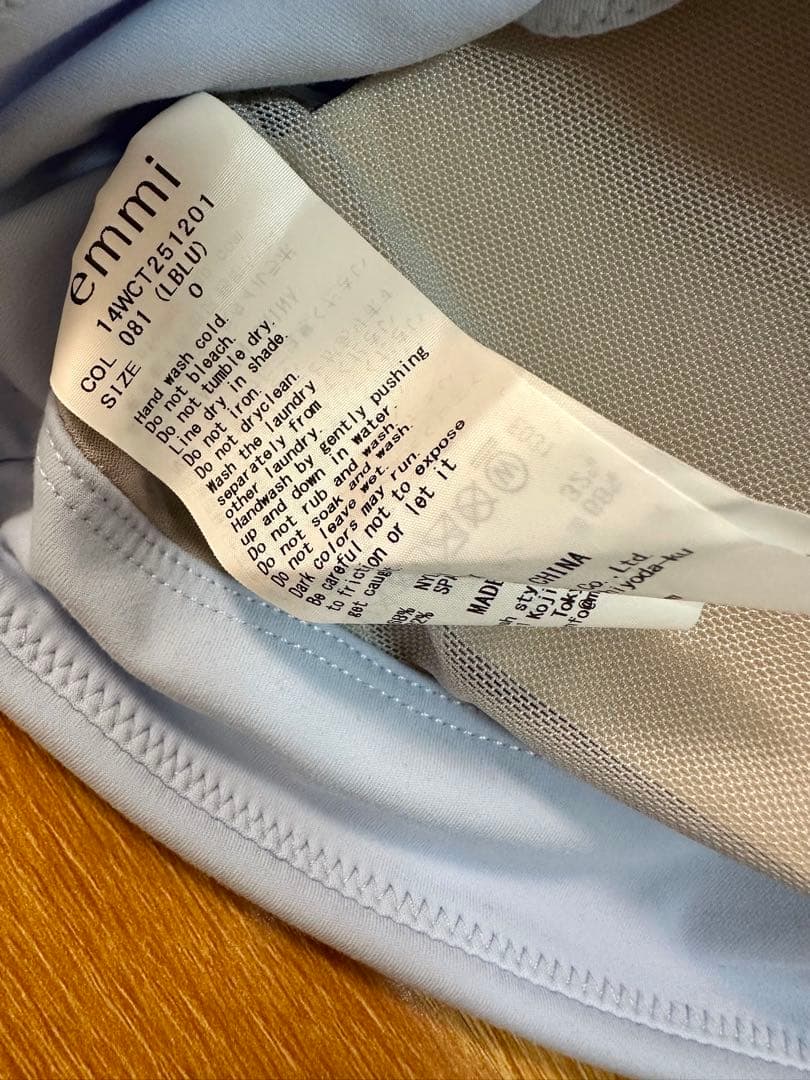 emmi
14WCT251201
COL 081 (LBLU)
SIZE 0
Hand wash cold.
Do not bleach.
Do not tumble dry.
Line dry in shade.
Do not iron.
Do not dryclean.
Wash the laundry
separately from
other laundry.
Handwash by gently pushing
up and down in water.
Do not rub and wash.
Do not soak and wash.
Do not leave wet.
Dark colors may run.
Be careful not to expose
to friction or let it
get caug
MADE
CHINA
Ltd.